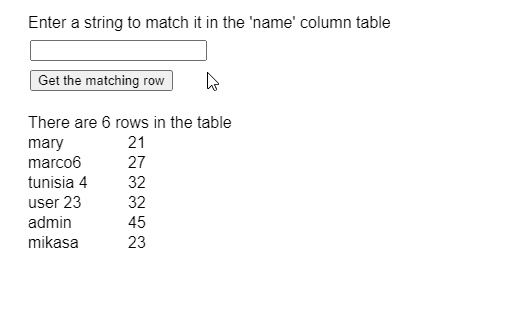 Enter a string to match it in the 'name' column table
Get the matching row
There are 6 rows in the table
mary 21
marco6 27
tunisia 4 32
user 23 32
admin 45
mikasa 23